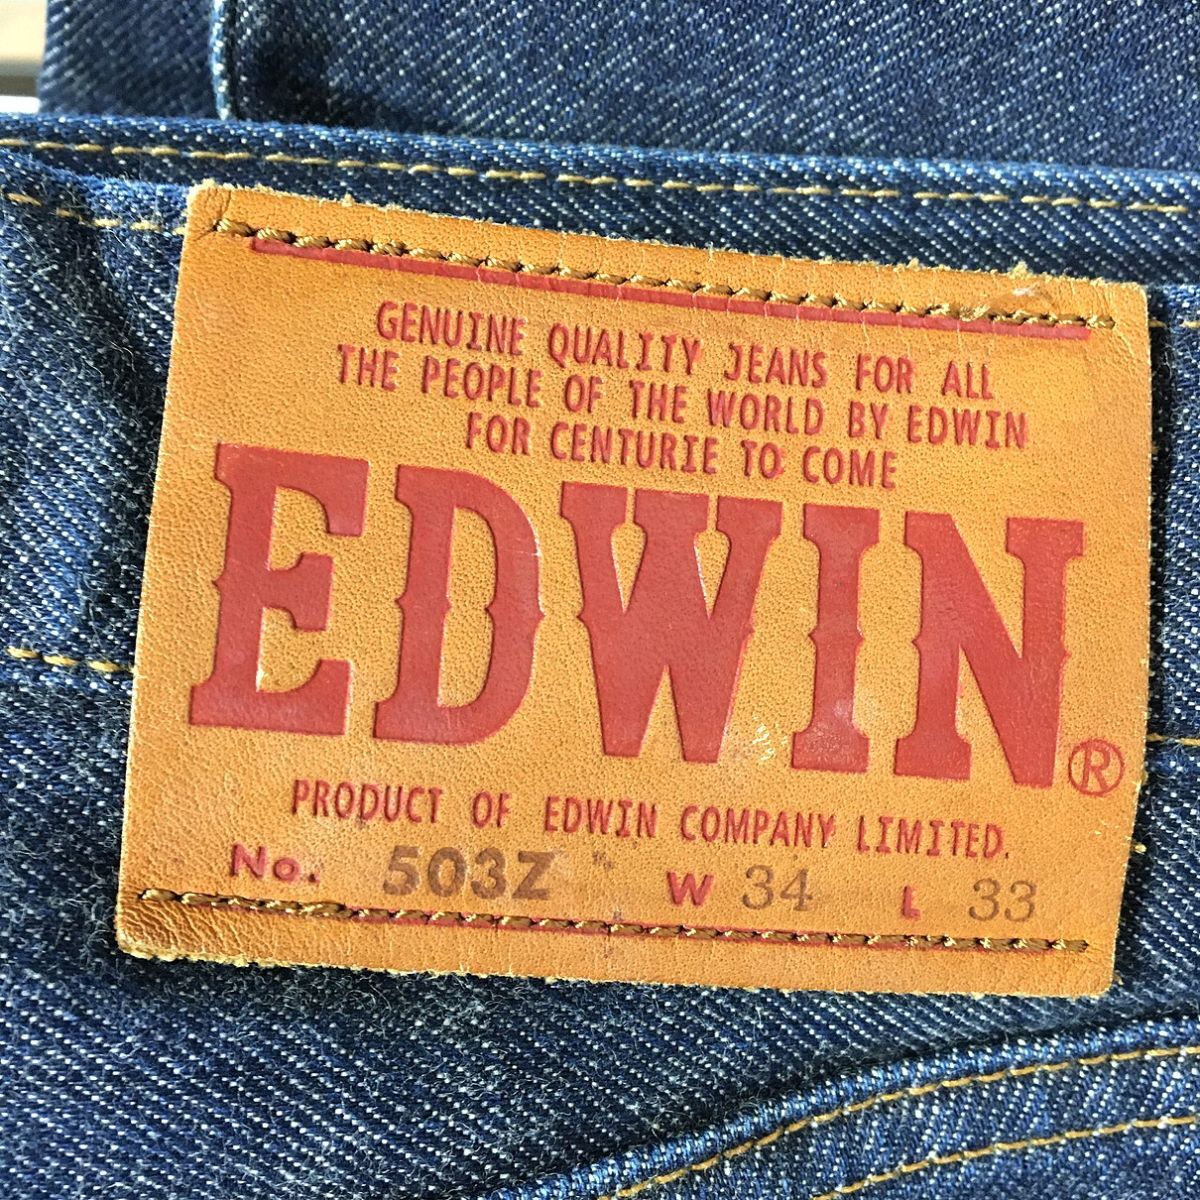 GENUINE QUALITY JEANS FOR ALL
THE PEOPLE OF THE WORLD BY EDWIN
FOR CENTURIE TO COME
EDWIN®
PRODUCT OF EDWIN COMPANY LIMITED.
No. 503Z W 34 L 33